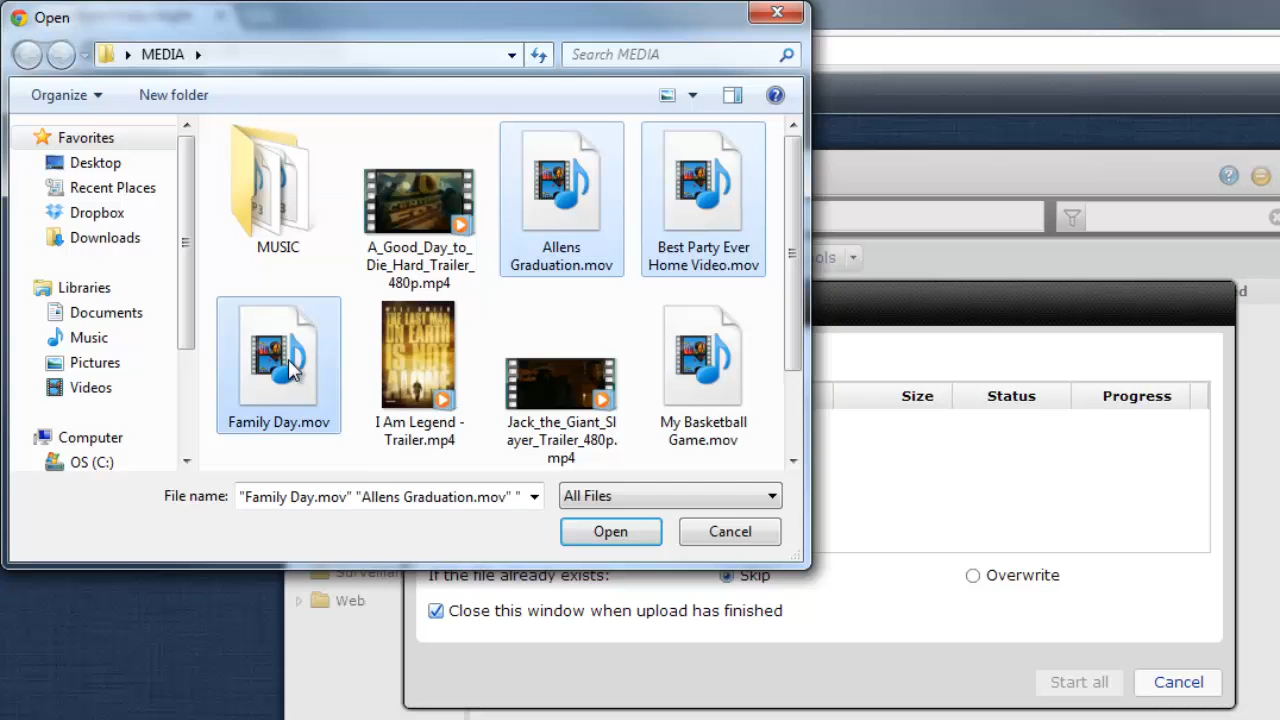 Open
MEDIA
Search MEDIA
Organize
New folder
Favorites
Desktop
Recent Places
Dropbox
Downloads
Libraries
Documents
Music
Pictures
Videos
Computer
OS (C:)
MUSIC
A_Good_Day_to_
Die_Hard_Trailer_
480p.mp4
Allens
Graduation.mov
Best Party Ever
Home Video.mov
Family Day.mov
I Am Legend -
Trailer.mp4
Jack_the_Giant_Sl
ayer_Trailer_480p.
mp4
My Basketball
Game.mov
File name:
"Family Day.mov" "Allens Graduation.mov" "
All Files
Open
Cancel
Size
Status
Progress
If the file already exists:
Skip
Overwrite
Web
Close this window when upload has finished
Start all
Cancel